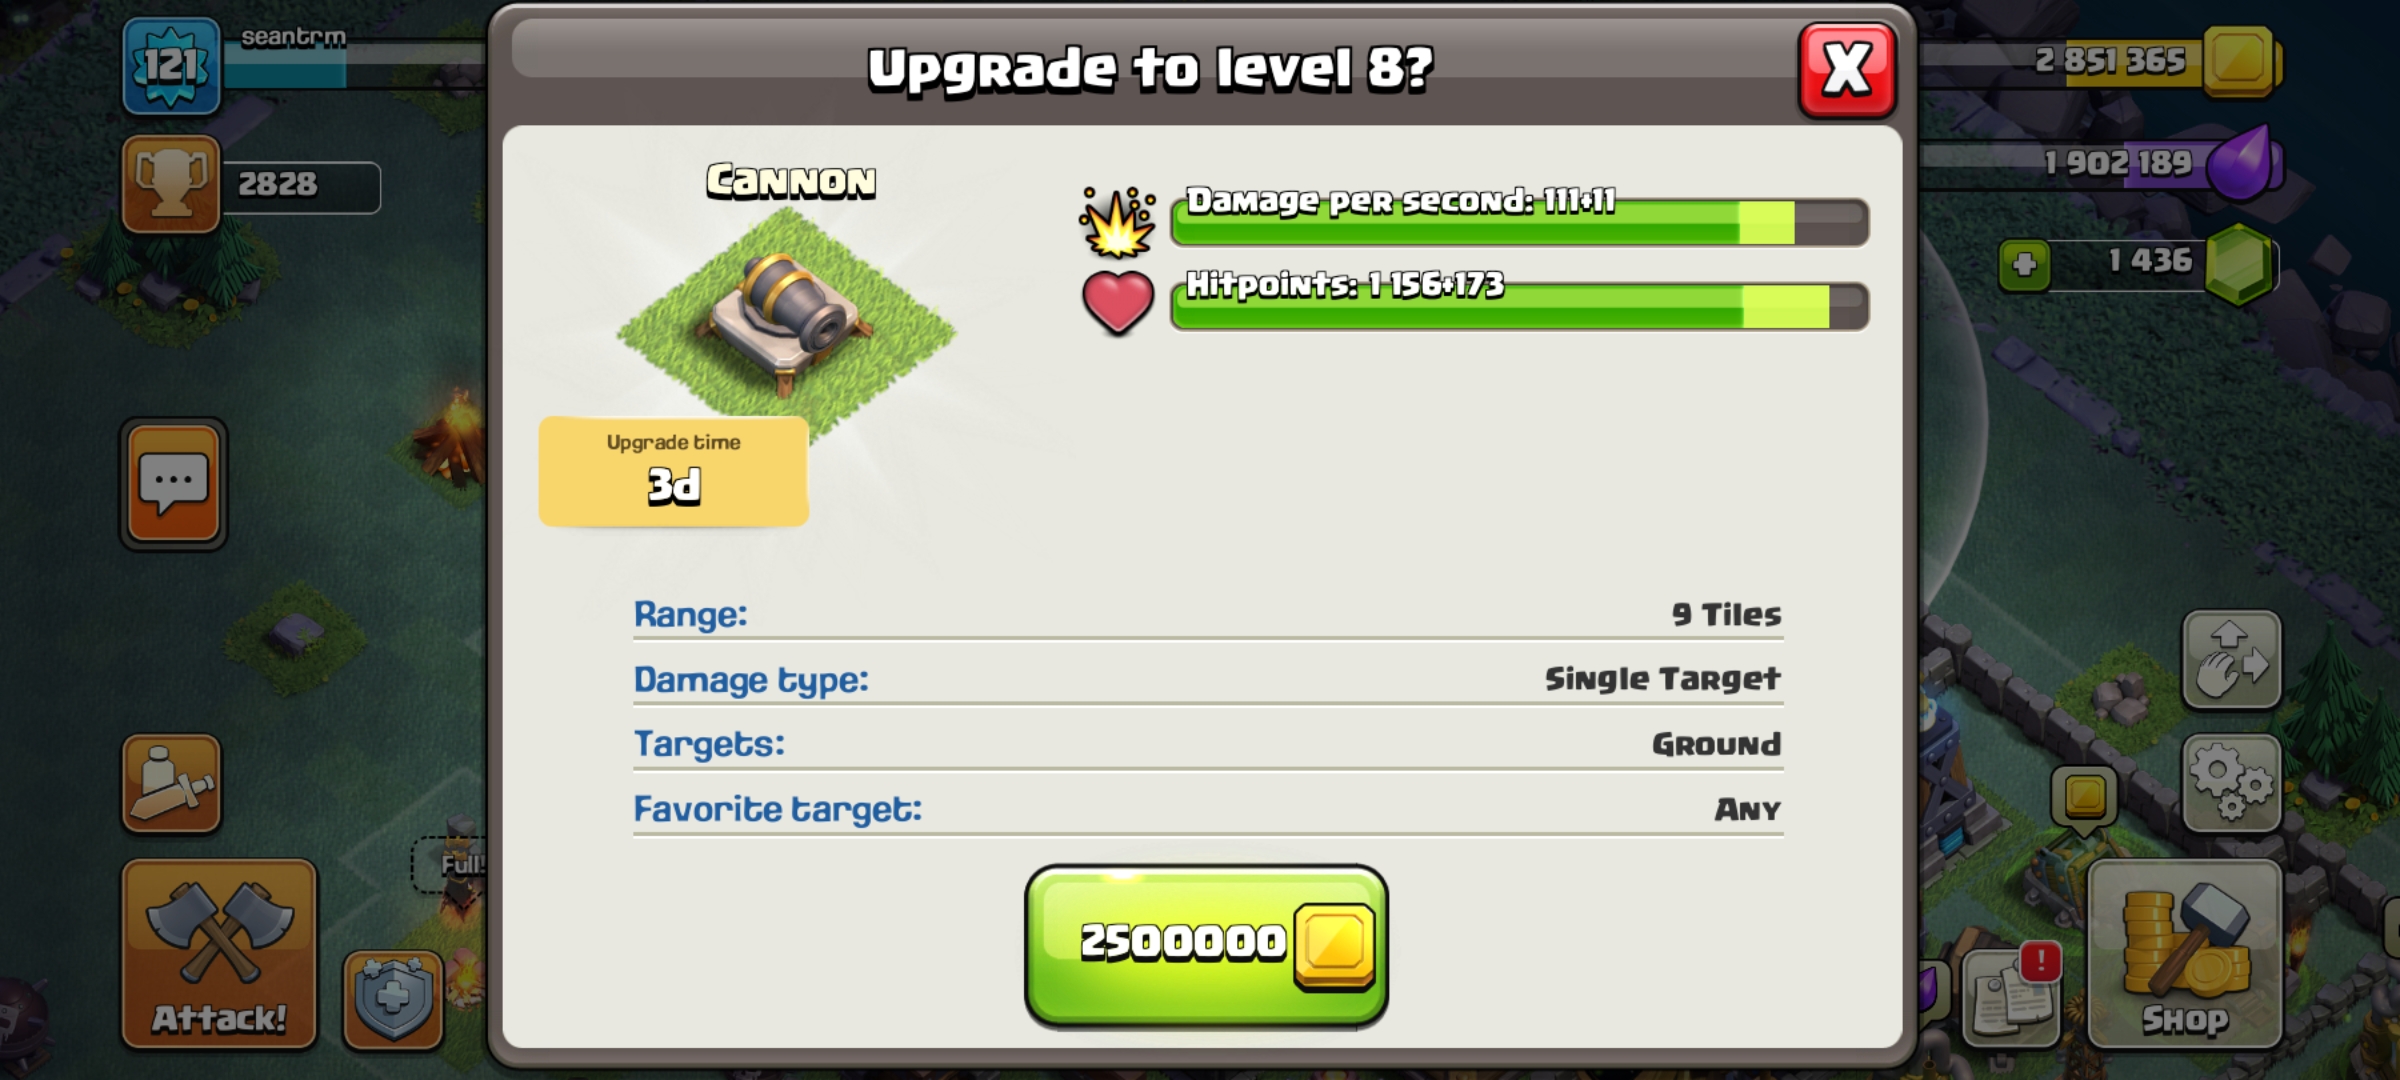 121
seantrm
2828
Upgrade to level 8?
X
2 851 365
1 902 189
1 436
Cannon
Damage per second: 111+11
Hitpoints: 1 156+173
Upgrade time
3d
Range: 9 Tiles
Damage type: Single Target
Targets: Ground
Favorite target: Any
2500000
Full!
Attack!
!
Shop